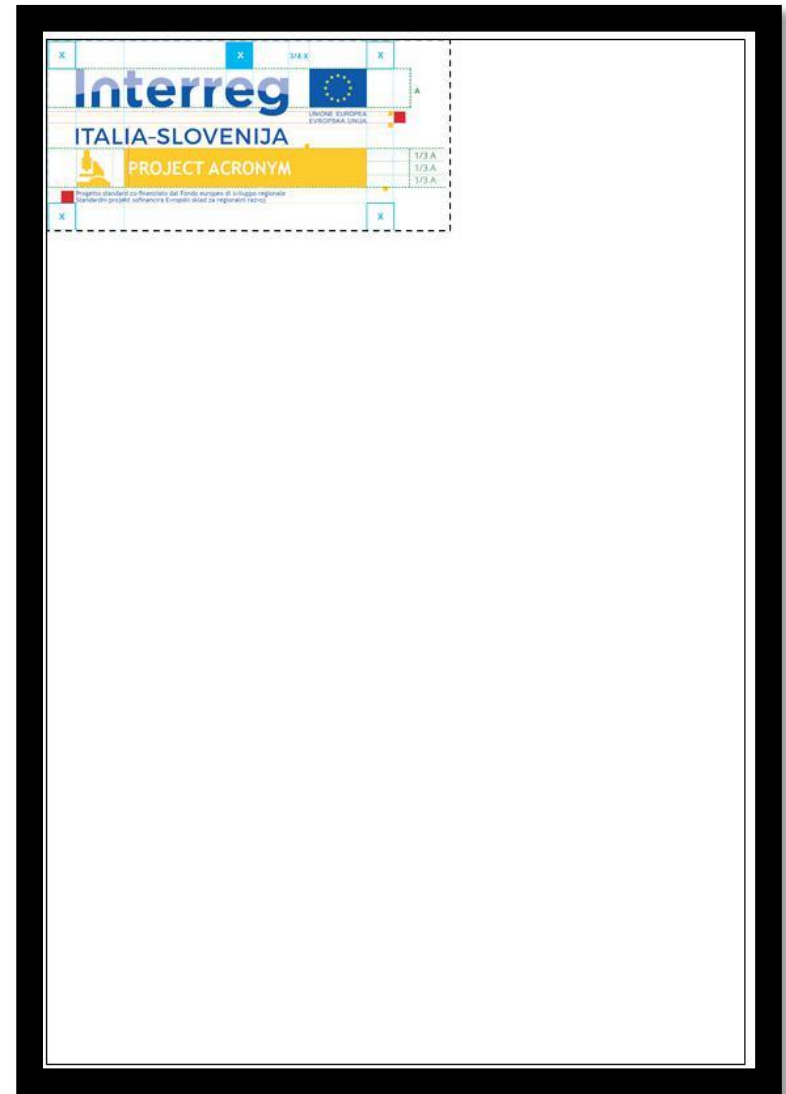 X X 3/4 X X
Interreg
A
UNIONE EUROPEA
EVROPSKA UNIJA
ITALIA-SLOVENIJA
1/3 A
PROJECT ACRONYM
1/3 A
1/3 A
Progetto standard co-finanziato dal Fondo europeo di sviluppo regionale
Standardni projekt sofinancira Evropski sklad za regionalni razvoj
X X